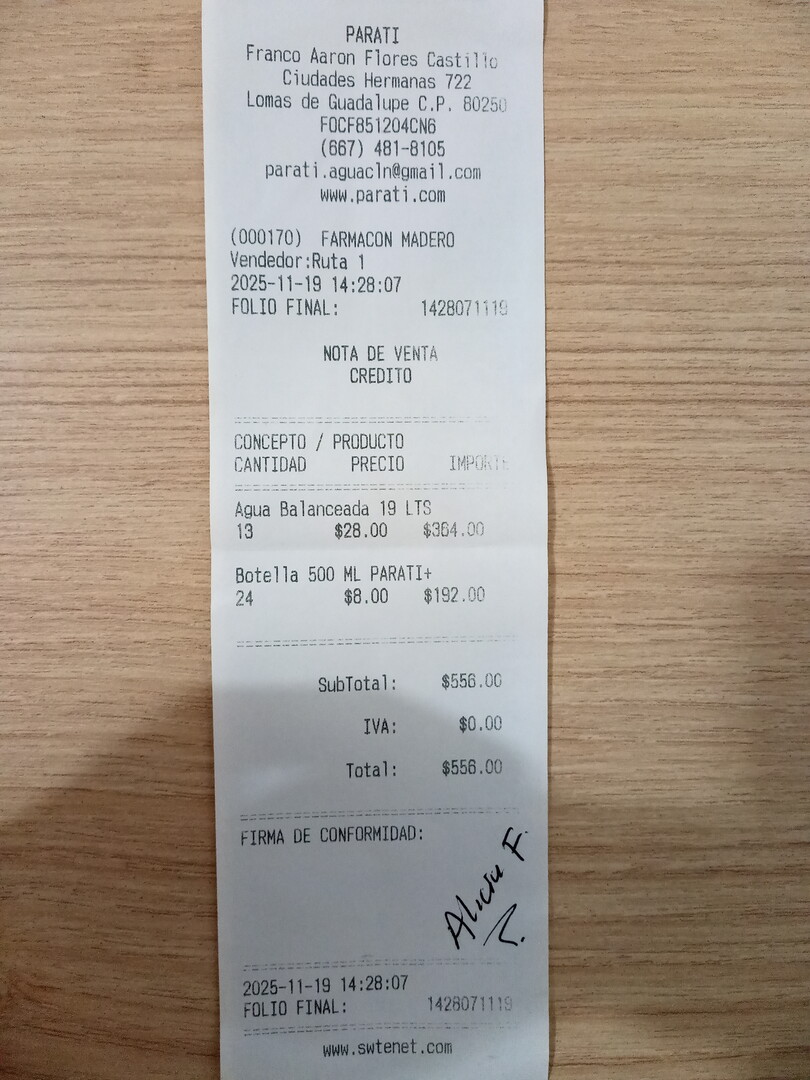 PARATI
Franco Aaron Flores Castillo
Ciudades Hermanas 722
Lomas de Guadalupe C.P. 80250
FOCF851204CN6
(667) 481-8105
parati.aguacln@gmail.com
www.parati.com
(000170) FARMACON MADERO
Vendedor:Ruta 1
2025-11-19 14:28:07
FOLIO FINAL: 1428071119
NOTA DE VENTA
CREDITO
CONCEPTO / PRODUCTO
CANTIDAD PRECIO IMPORTE
Agua Balanceada 19 LTS
13 $28.00 $364.00
Botella 500 ML PARATI+
24 $8.00 $192.00
SubTotal: $556.00
IVA: $0.00
Total: $556.00
FIRMA DE CONFORMIDAD:
Alicia F.
2025-11-19 14:28:07
FOLIO FINAL: 1428071119
www.swtenet.com